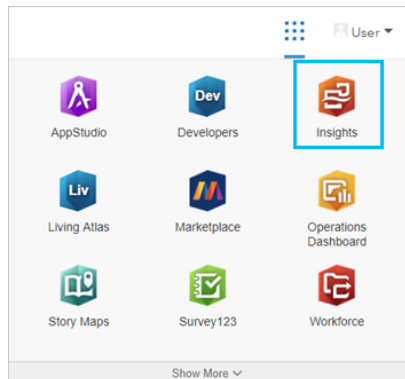 User
Dev
AppStudio Developers Insights
Liv
Living Atlas Marketplace Operations
Dashboard
Story Maps Survey123 Workforce
Show More